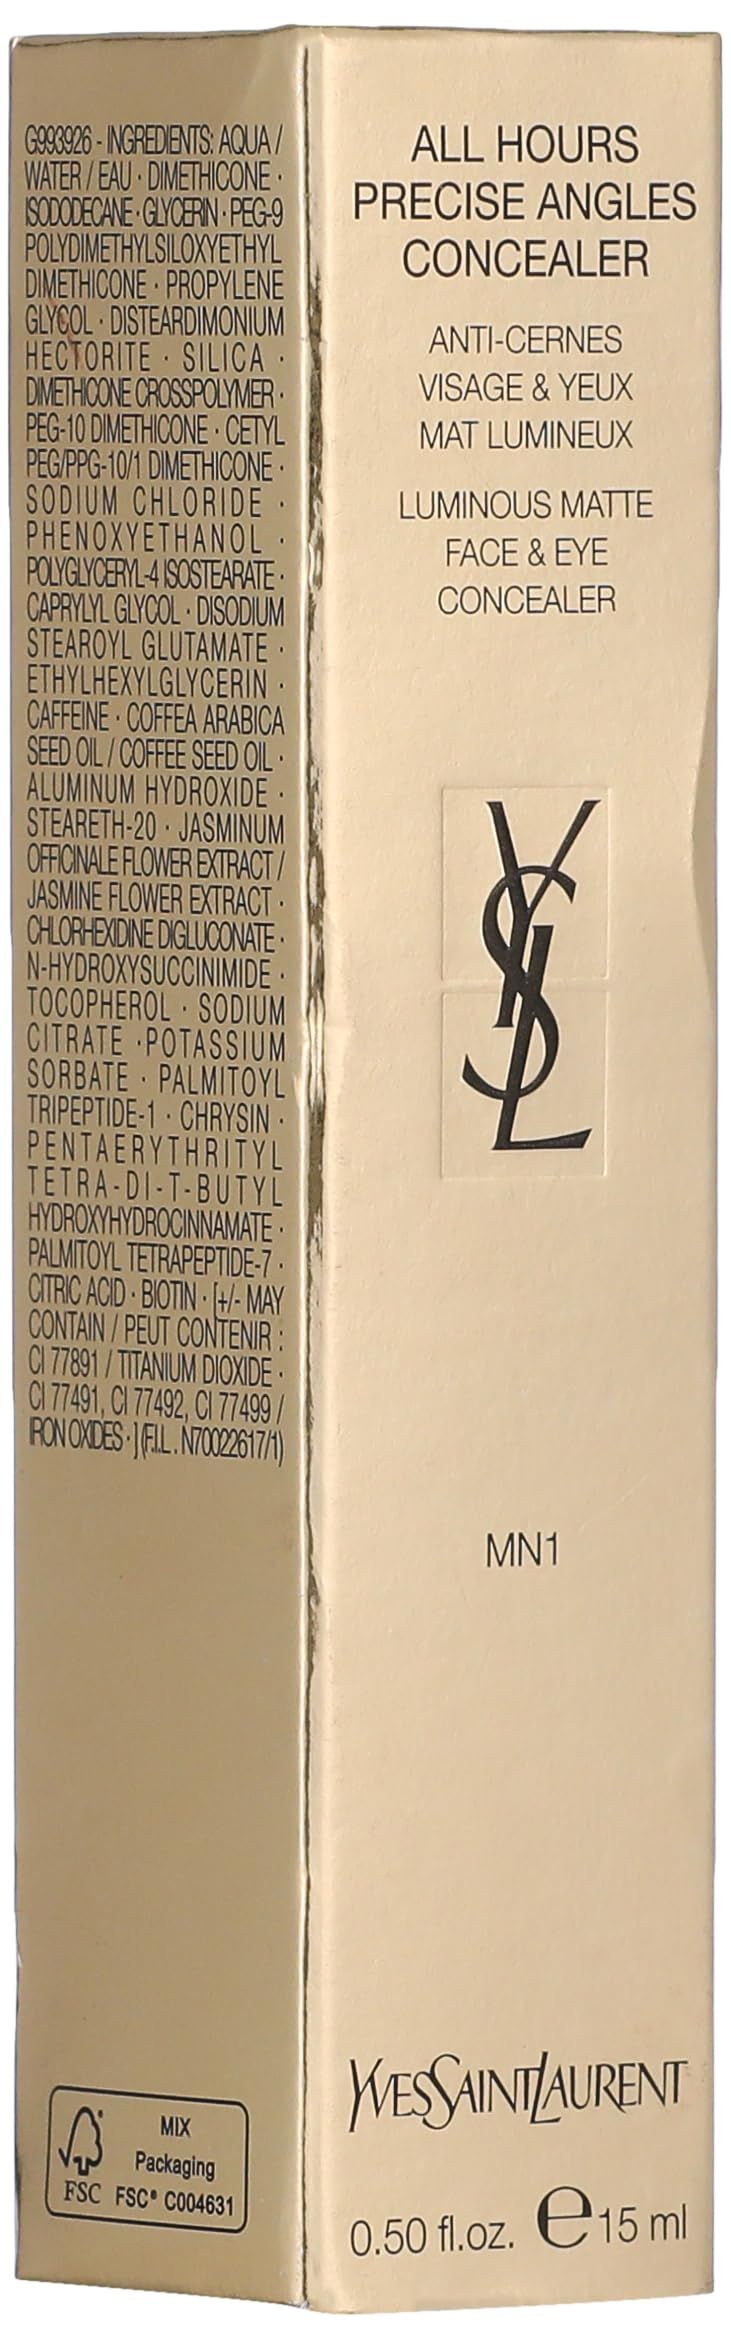 G993926 - INGREDIENTS: AQUA /
WATER / EAU · DIMETHICONE ·
ISODODECANE · GLYCERIN · PEG-9
POLYDIMETHYLSILOXYETHYL
DIMETHICONE · PROPYLENE
GLYCOL · DISTEARDIMONIUM
HECTORITE · SILICA ·
DIMETHICONE CROSSPOLYMER ·
PEG-10 DIMETHICONE · CETYL
PEG/PPG-10/1 DIMETHICONE ·
SODIUM CHLORIDE ·
PHENOXYETHANOL ·
POLYGLYCERYL-4 ISOSTEARATE ·
CAPRYLYL GLYCOL · DISODIUM
STEAROYL GLUTAMATE ·
ETHYLHEXYLGLYCERIN ·
CAFFEINE · COFFEA ARABICA
SEED OIL / COFFEE SEED OIL ·
ALUMINUM HYDROXIDE ·
STEARETH-20 · JASMINUM
OFFICINALE FLOWER EXTRACT /
JASMINE FLOWER EXTRACT ·
CHLORHEXIDINE DIGLUCONATE ·
N-HYDROXYSUCCINIMIDE ·
TOCOPHEROL · SODIUM
CITRATE · POTASSIUM
SORBATE · PALMITOYL
TRIPEPTIDE-1 · CHRYSIN ·
PENTAERYTHRITYL
TETRA-DI-T-BUTYL
HYDROXYHYDROCINNAMATE ·
PALMITOYL TETRAPEPTIDE-7 ·
CITRIC ACID · BIOTIN · [+/- MAY
CONTAIN / PEUT CONTENIR :
CI 77891 / TITANIUM DIOXIDE ·
CI 77491, CI 77492, CI 77499 /
IRON OXIDES · ] (F.I.L. N70022617/1)
MIX
Packaging
FSC FSC® C004631
ALL HOURS
PRECISE ANGLES
CONCEALER
ANTI-CERNES
VISAGE & YEUX
MAT LUMINEUX
LUMINOUS MATTE
FACE & EYE
CONCEALER
YSL
MN1
YVESSAINTLAURENT
0.50 fl.oz. ℮ 15 ml